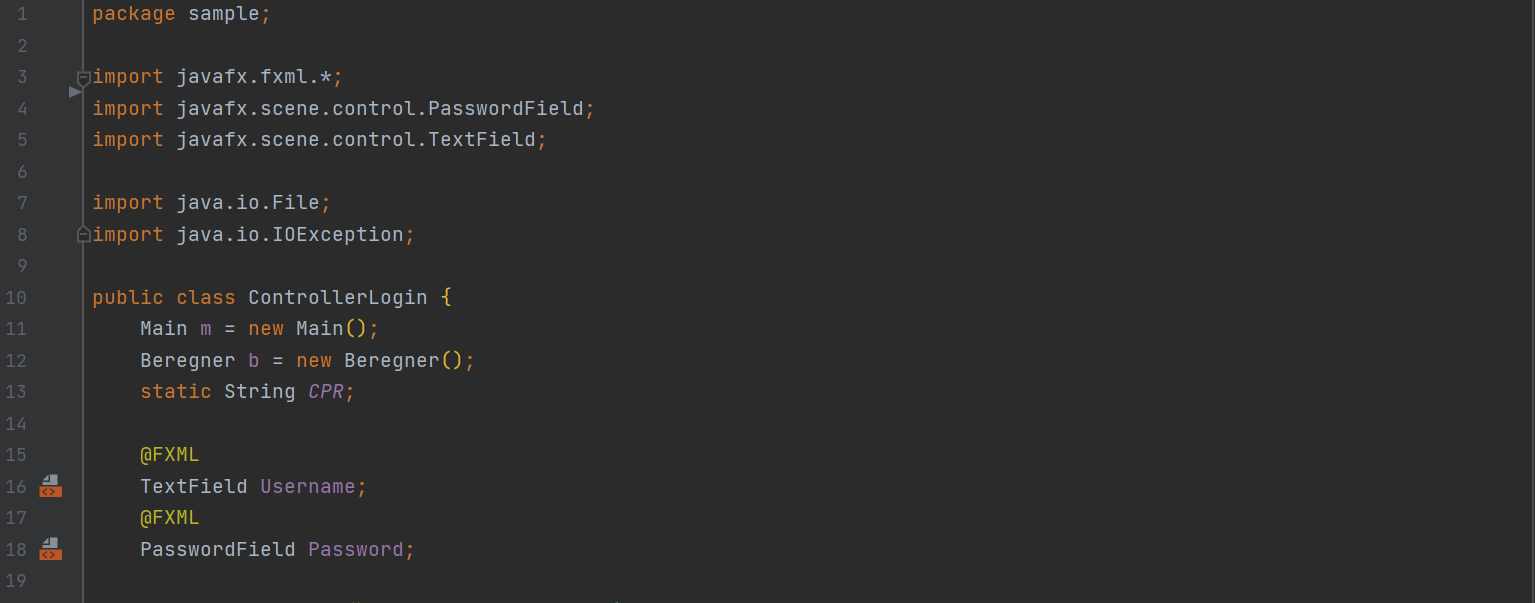 1 package sample;
2
3 import javafx.fxml.*;
4 import javafx.scene.control.PasswordField;
5 import javafx.scene.control.TextField;
6
7 import java.io.File;
8 import java.io.IOException;
9
10 public class ControllerLogin {
11     Main m = new Main();
12     Beregner b = new Beregner();
13     static String CPR;
14
15     @FXML
16     TextField Username;
17     @FXML
18     PasswordField Password;
19